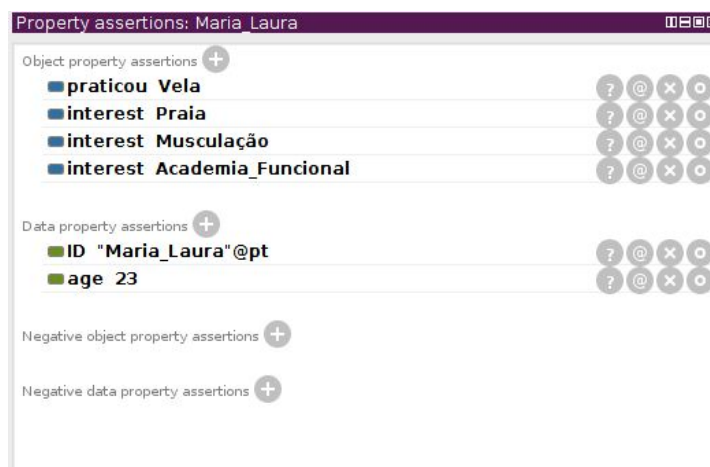 Property assertions: Maria_Laura
Object property assertions
praticou Vela
interest Praia
interest Musculação
interest Academia_Funcional
Data property assertions
ID "Maria_Laura"@pt
age 23
Negative object property assertions
Negative data property assertions